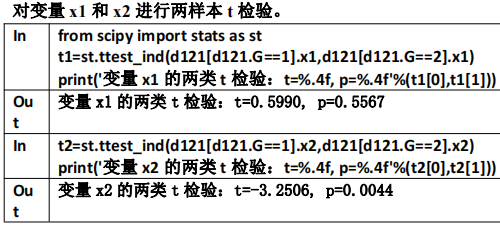 对变量 x1 和 x2 进行两样本 t 检验。
In
from scipy import stats as st
t1=st.ttest_ind(d121[d121.G==1].x1,d121[d121.G==2].x1)
print('变量 x1 的两类 t 检验：t=%.4f, p=%.4f'%(t1[0],t1[1]))
Ou
t
变量 x1 的两类 t 检验：t=0.5990, p=0.5567
In
t2=st.ttest_ind(d121[d121.G==1].x2,d121[d121.G==2].x2)
print('变量 x2 的两类 t 检验：t=%.4f, p=%.4f'%(t2[0],t2[1]))
Ou
t
变量 x2 的两类 t 检验：t=-3.2506, p=0.0044